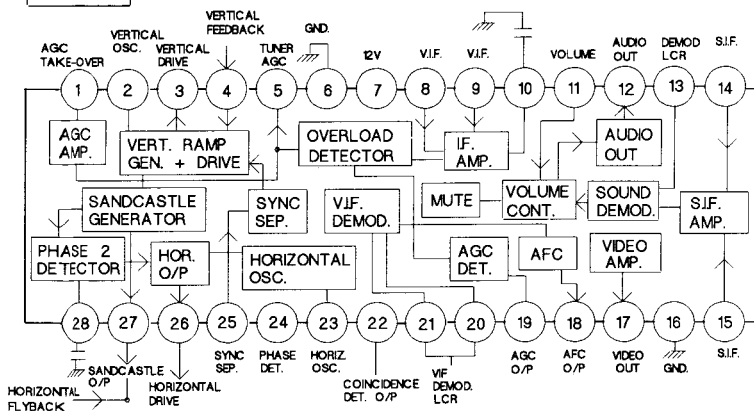 VERTICAL
FEEDBACK
AGC
TAKE-OVER
VERTICAL
OSC.
VERTICAL
DRIVE
TUNER
AGC
GND.
12V
V.I.F.
V.I.F.
VOLUME
AUDIO
OUT
DEMOD
LCR
S.I.F.
1
2
3
4
5
6
7
8
9
10
11
12
13
14
AGC
AMP.
VERT. RAMP
GEN. + DRIVE
OVERLOAD
DETECTOR
I.F.
AMP.
AUDIO
OUT
SANDCASTLE
GENERATOR
SYNC
SEP.
V.I.F.
DEMOD.
MUTE
VOLUME
CONT.
SOUND
DEMOD.
S.I.F.
AMP.
PHASE 2
DETECTOR
HOR.
O/P
HORIZONTAL
OSC.
AGC
DET.
AFC
VIDEO
AMP.
28
27
26
25
24
23
22
21
20
19
18
17
16
15
SANDCASTLE
O/P
HORIZONTAL
FLYBACK
HORIZONTAL
DRIVE
SYNC
SEP.
PHASE
DET.
HORIZ.
OSC.
COINCIDENCE
DET. O/P
VIF
DEMOD.
LCR
AGC
O/P
AFC
O/P
VIDEO
OUT
GND.
S.I.F.